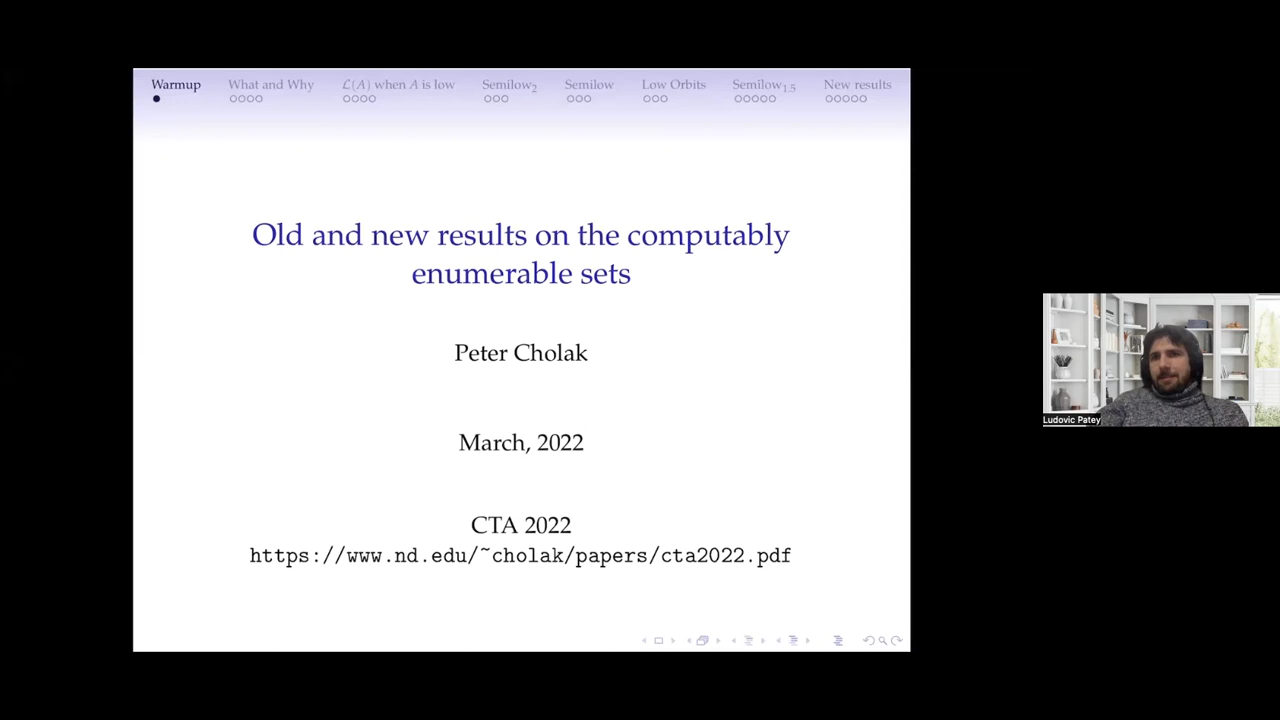 Warmup What and Why L(A) when A is low Semilow₂ Semilow Low Orbits Semilow₁.₅ New results
Old and new results on the computably
enumerable sets
Peter Cholak
March, 2022
CTA 2022
https://www.nd.edu/~cholak/papers/cta2022.pdf
Ludovic Patey